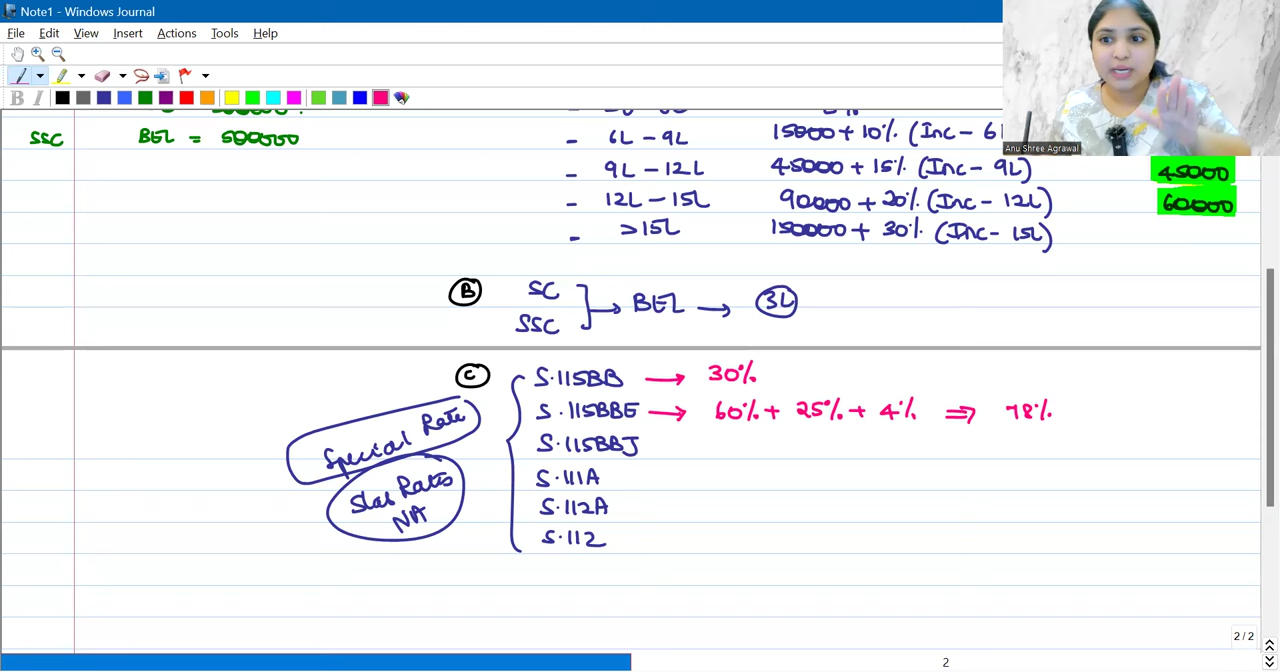 Note1 - Windows Journal
File Edit View Insert Actions Tools Help
B I
Anu Shree Agrawal
SSC BEL = 500000
- 6L - 9L 15000 + 10% (Inc - 6
- 9L - 12L 45000 + 15% (Inc - 9L) 45000
- 12L - 15L 90000 + 20% (Inc - 12L) 60000
- >15L 150000 + 30% (Inc - 15L)
B SC
SSC → BEL → 3L
C S.115BB → 30%
S.115BBE → 60% + 25% + 4% ⇒ 78%
Special Rate
S.115BBJ
Slab Rates
NA
S.111A
S.112A
S.112
2/2
2